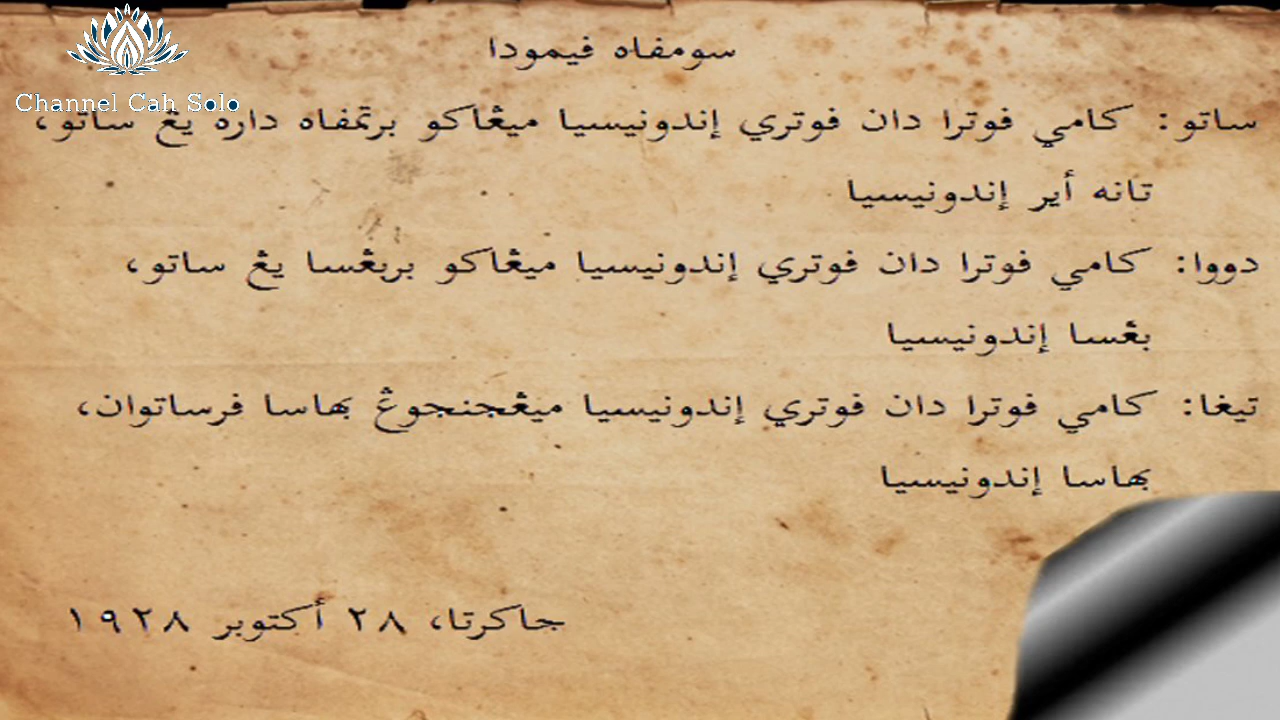 Channel Cah Solo
سومفاه فيمودا
ساتو: كامي فوترا دان فوتري إندونيسيا ميڠاكو برتمفاه داره يڠ ساتو،
تانه أير إندونيسيا
دووا: كامي فوترا دان فوتري إندونيسيا ميڠاكو بربڠسا يڠ ساتو،
بڠسا إندونيسيا
تيغا: كامي فوترا دان فوتري إندونيسيا ميڠجنجوڠ بهاسا فرساتوان،
بهاسا إندونيسيا
جاكرتا، ٢٨ أكتوبر ١٩٢٨